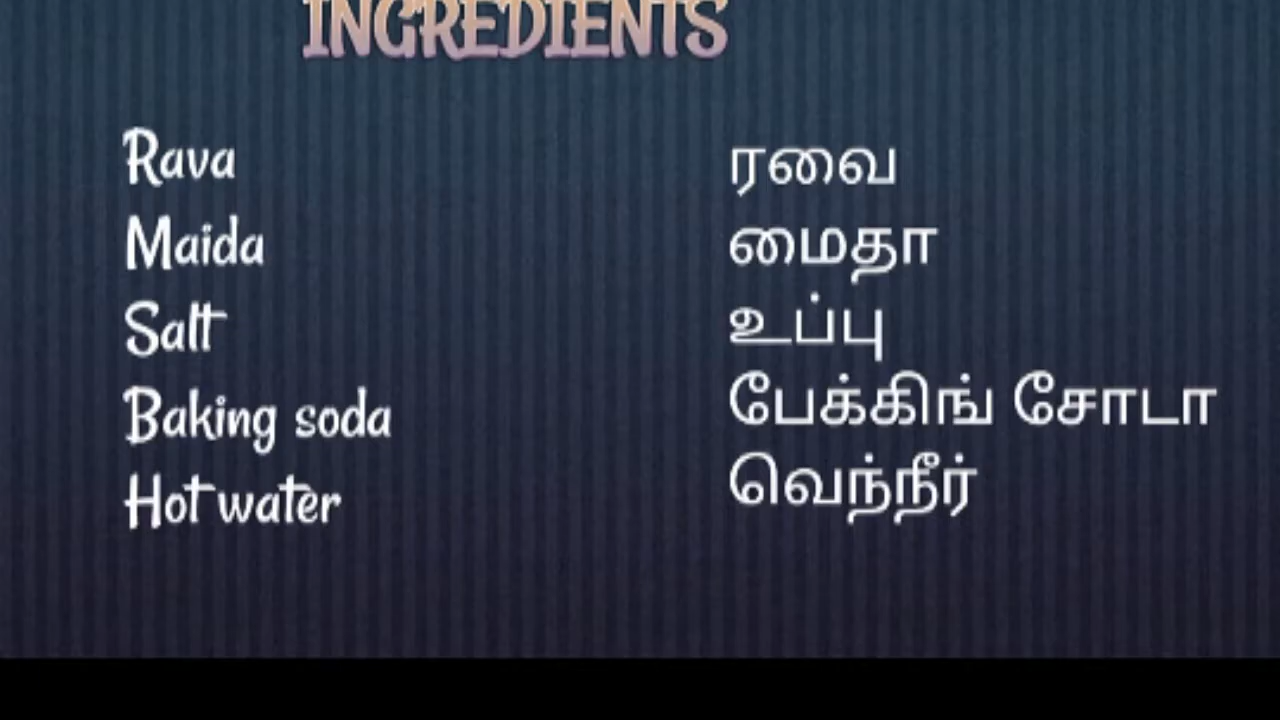 INGREDIENTS
Rava ரவை
Maida மைதா
Salt உப்பு
Baking soda பேக்கிங் சோடா
Hot water வெந்நீர்